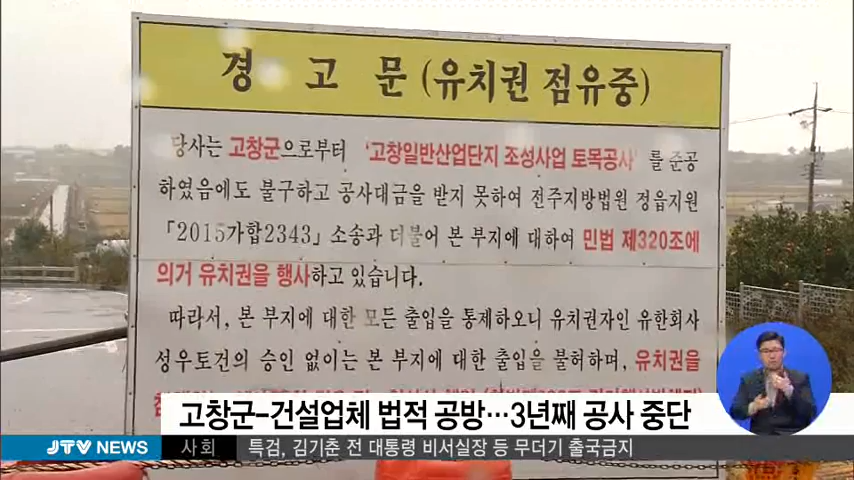 경 고 문 (유치권 점유중)
당사는 고창군으로부터 '고창일반산업단지 조성사업 토목공사' 를 준공
하였음에도 불구하고 공사대금을 받지 못하여 전주지방법원 정읍지원
「2015가합2343」 소송과 더불어 본 부지에 대하여 민법 제320조에
의거 유치권을 행사하고 있습니다.
따라서, 본 부지에 대한 모든 출입을 통제하오니 유치권자인 유한회사
성우토건의 승인 없이는 본 부지에 대한 출입을 불허하며, 유치권을
고창군-건설업체 법적 공방…3년째 공사 중단
JTV NEWS 사회 특검, 김기춘 전 대통령 비서실장 등 무더기 출국금지